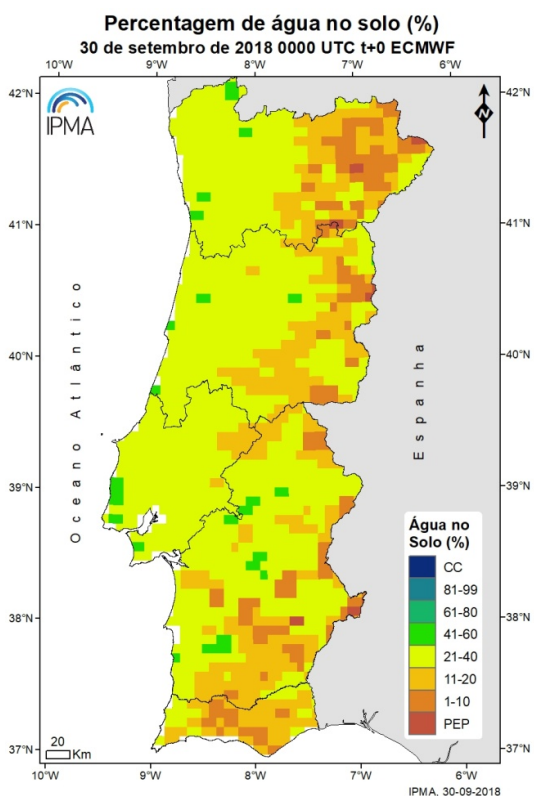 Percentagem de água no solo (%)
30 de setembro de 2018 0000 UTC t+0 ECMWF
10°W 9°W 8°W 7°W 6°W
42°N 42°N
IPMA
N
41°N 41°N
Oceano Atlântico
40°N 40°N
Espanha
39°N 39°N
Água no
Solo (%)
CC
81-99
61-80
41-60
21-40
11-20
1-10
PEP
38°N 38°N
20
Km
37°N 37°N
10°W 9°W 8°W 7°W 6°W
IPMA. 30-09-2018